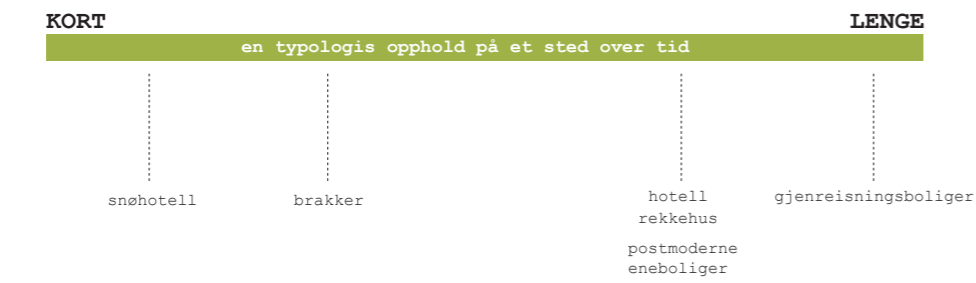 KORT LENGE
en typologis opphold på et sted over tid
snøhotell
brakker
hotell
rekkehus
postmoderne
eneboliger
gjenreisningsboliger